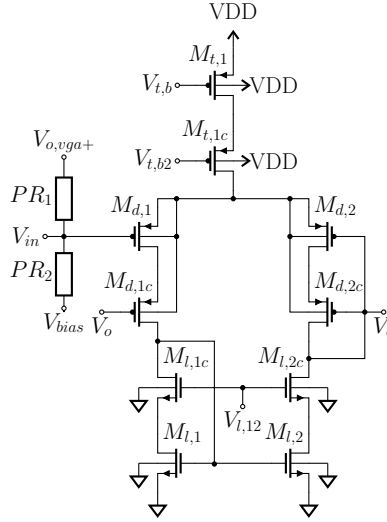 VDD
M_{t,1}
V_{t,b}
VDD
M_{t,1c}
V_{t,b2}
VDD
V_{o,vga+}
PR_1
M_{d,1}
M_{d,2}
V_{in}
PR_2
M_{d,1c}
M_{d,2c}
V_{bias}
V_o
M_{l,1c}
M_{l,2c}
V_{l,12}
M_{l,1}
M_{l,2}